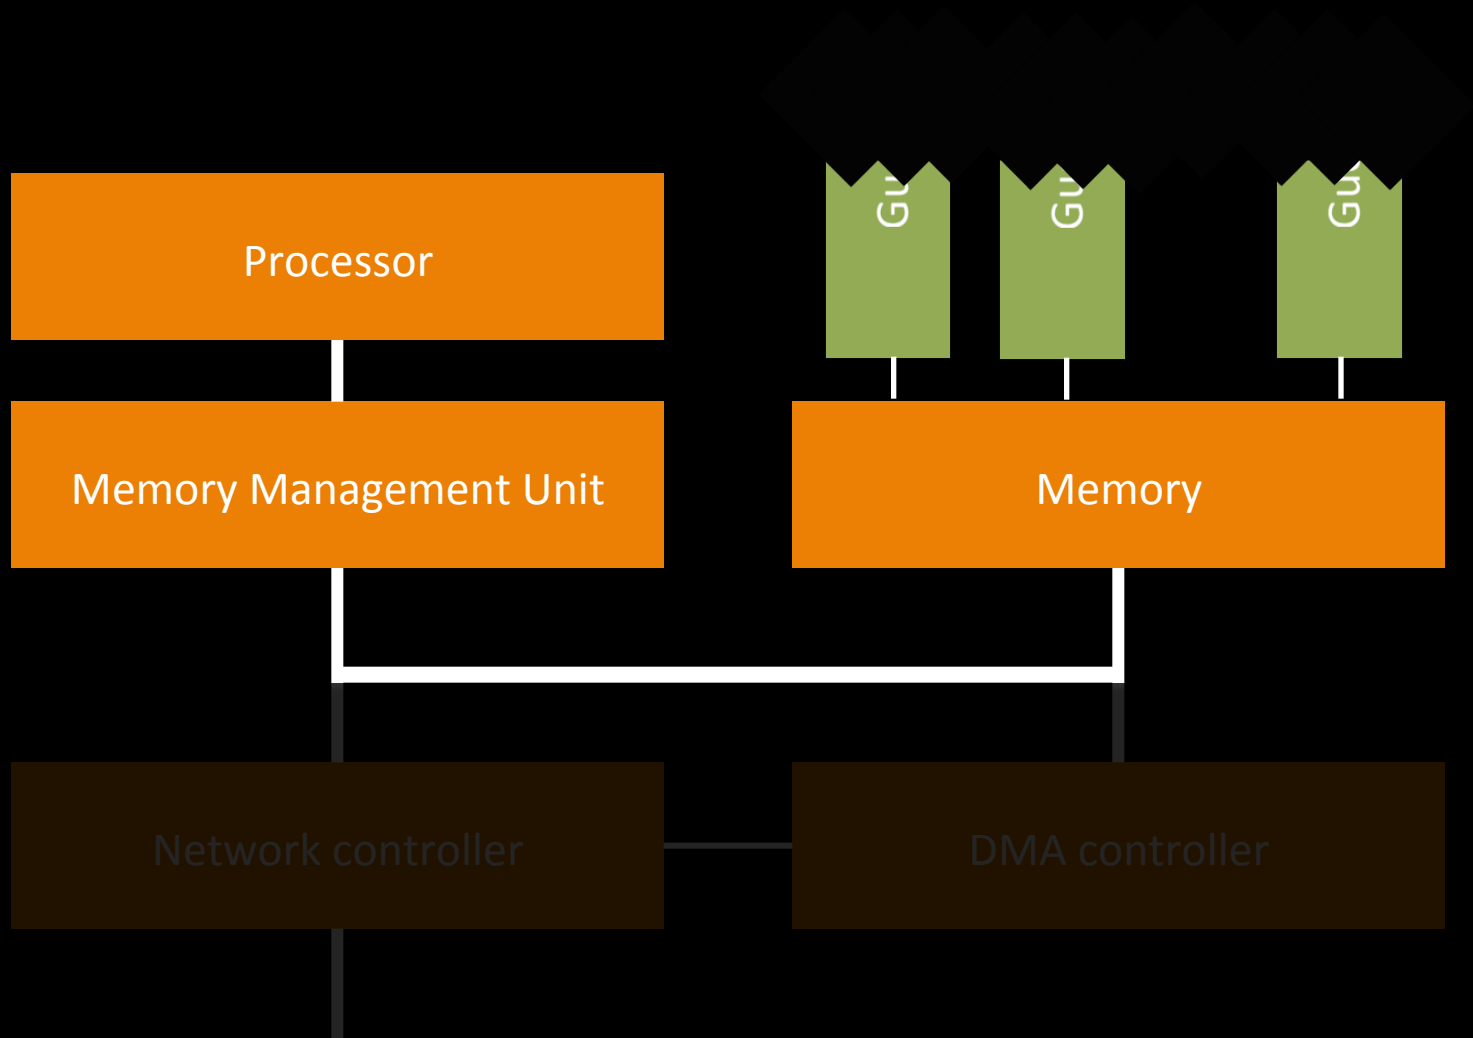 Processor
Memory Management Unit
Memory
Network controller
DMA controller